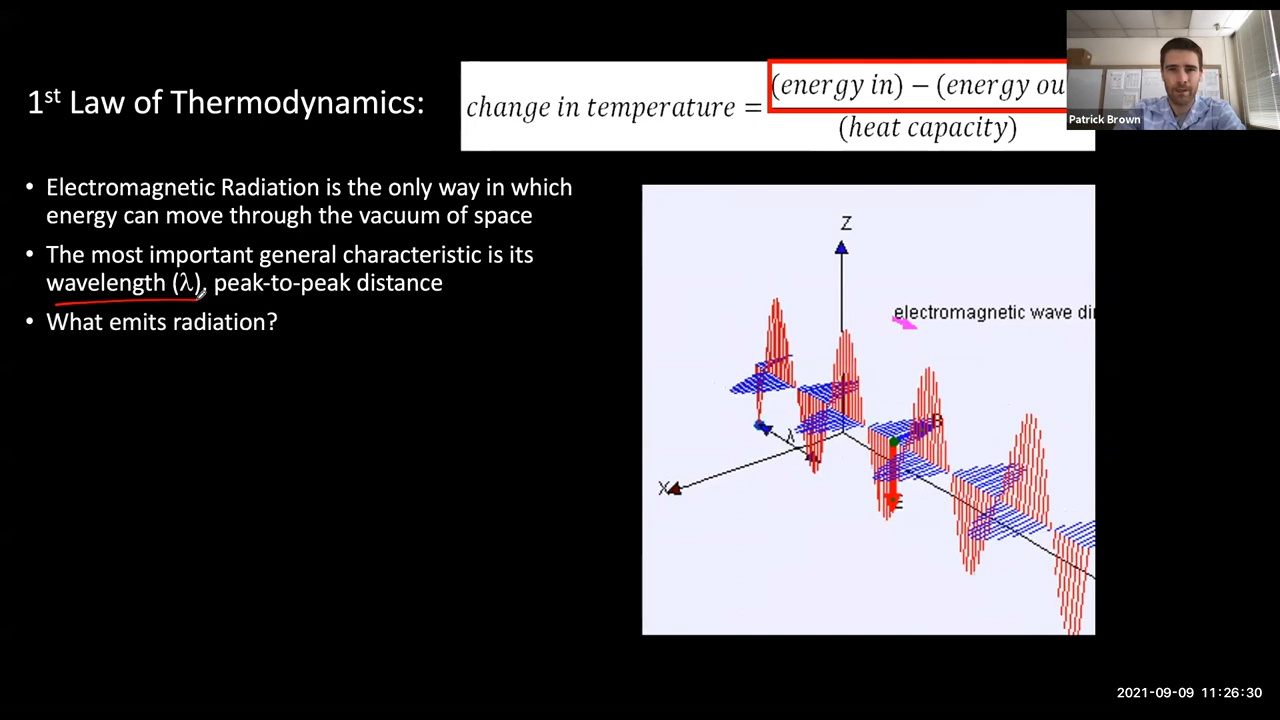 1st Law of Thermodynamics:
change in temperature = (energy in) − (energy ou
(heat capacity)
Patrick Brown
• Electromagnetic Radiation is the only way in which
energy can move through the vacuum of space
• The most important general characteristic is its
wavelength (λ), peak-to-peak distance
• What emits radiation?
Z
electromagnetic wave dir
B
λ
X
E
2021-09-09 11:26:30